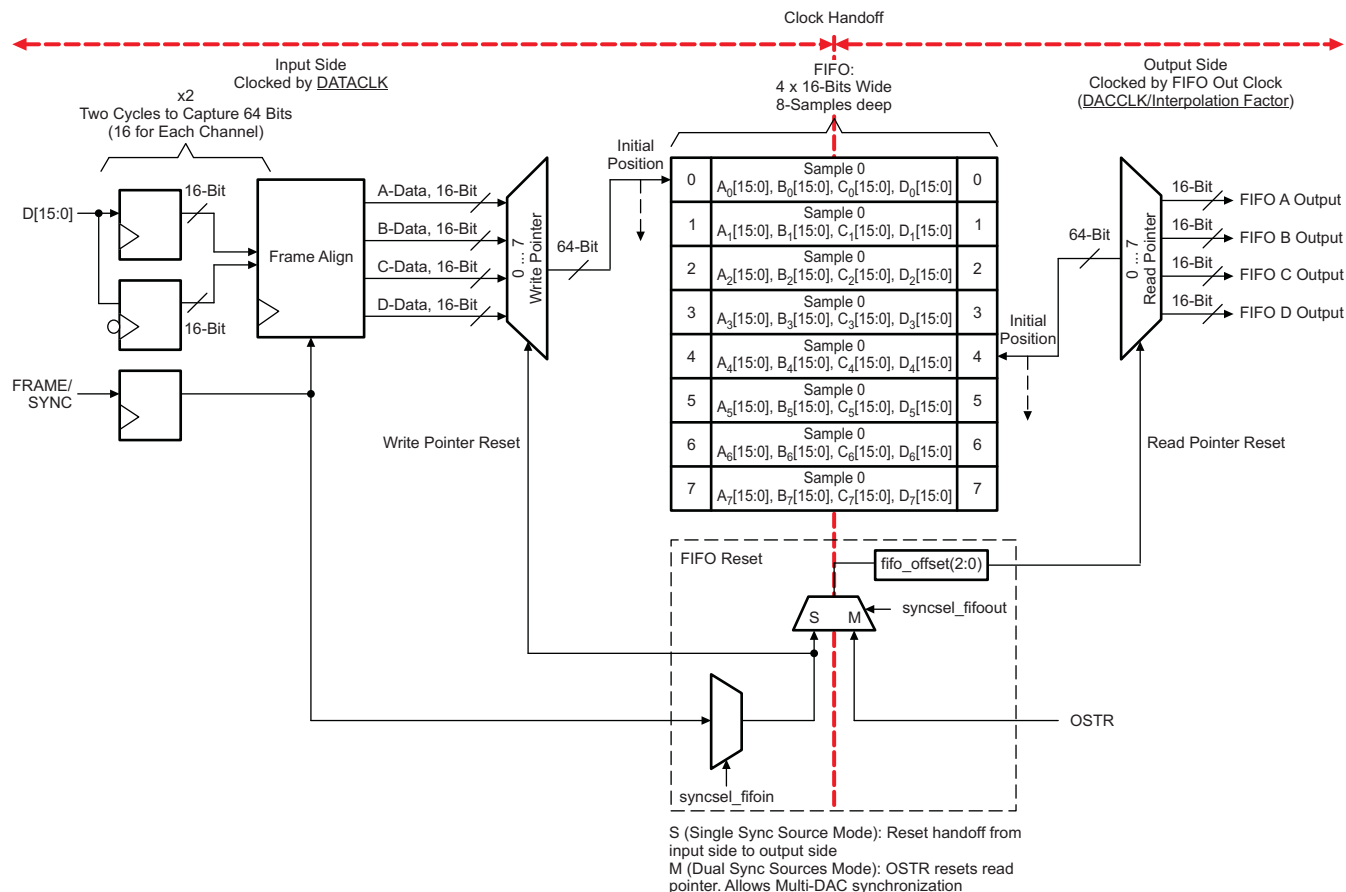 Clock Handoff
Input Side
Clocked by DATACLK
FIFO:
4 x 16-Bits Wide
8-Samples deep
Output Side
Clocked by FIFO Out Clock
(DACCLK/Interpolation Factor)
x2
Two Cycles to Capture 64 Bits
(16 for Each Channel)
D[15:0]
16-Bit
16-Bit
FRAME/
SYNC
Frame Align
A-Data, 16-Bit
B-Data, 16-Bit
C-Data, 16-Bit
D-Data, 16-Bit
0 ... 7
Write Pointer
64-Bit
Initial
Position
0
Sample 0
A0[15:0], B0[15:0], C0[15:0], D0[15:0]
0
1
Sample 0
A1[15:0], B1[15:0], C1[15:0], D1[15:0]
1
2
Sample 0
A2[15:0], B2[15:0], C2[15:0], D2[15:0]
2
3
Sample 0
A3[15:0], B3[15:0], C3[15:0], D3[15:0]
3
4
Sample 0
A4[15:0], B4[15:0], C4[15:0], D4[15:0]
4
5
Sample 0
A5[15:0], B5[15:0], C5[15:0], D5[15:0]
5
6
Sample 0
A6[15:0], B6[15:0], C6[15:0], D6[15:0]
6
7
Sample 0
A7[15:0], B7[15:0], C7[15:0], D7[15:0]
7
Initial
Position
64-Bit
0 ... 7
Read Pointer
16-Bit
FIFO A Output
16-Bit
FIFO B Output
16-Bit
FIFO C Output
16-Bit
FIFO D Output
Write Pointer Reset
Read Pointer Reset
FIFO Reset
fifo_offset(2:0)
S M
syncsel_fifoout
OSTR
syncsel_fifoin
S (Single Sync Source Mode): Reset handoff from
input side to output side
M (Dual Sync Sources Mode): OSTR resets read
pointer. Allows Multi-DAC synchronization